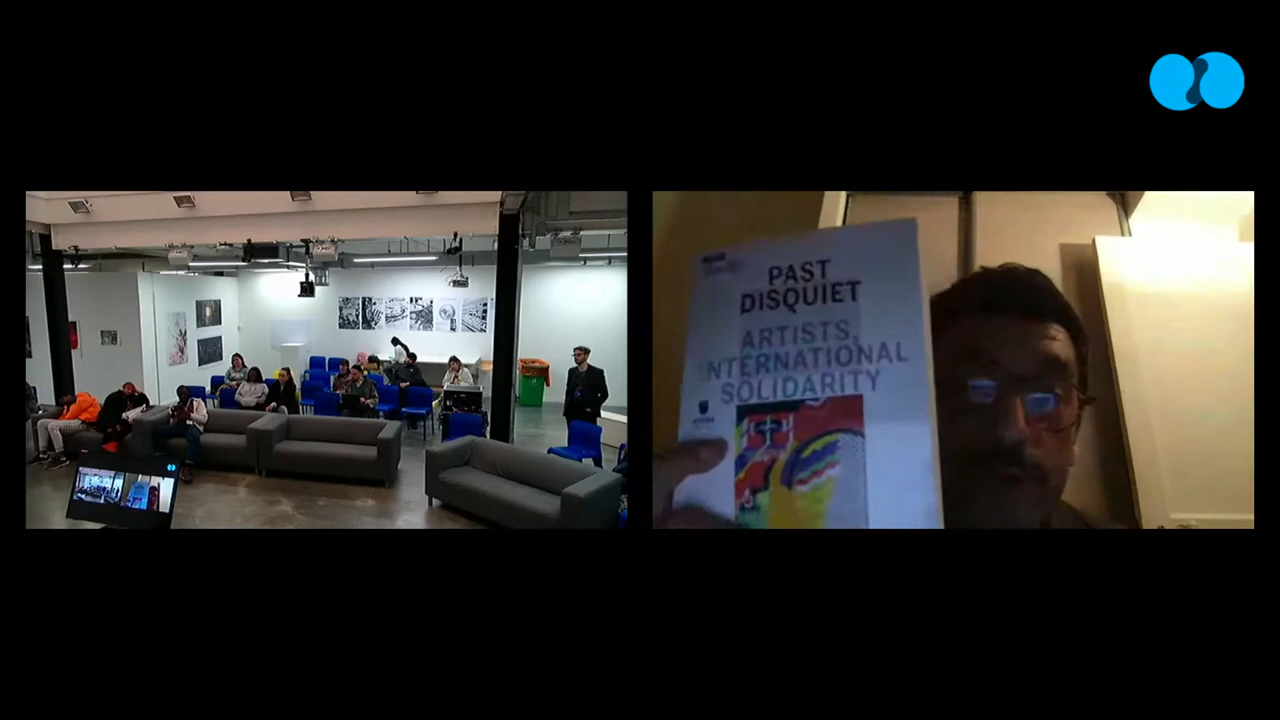 PAST
DISQUIET
ARTISTS,
INTERNATIONAL
SOLIDARITY